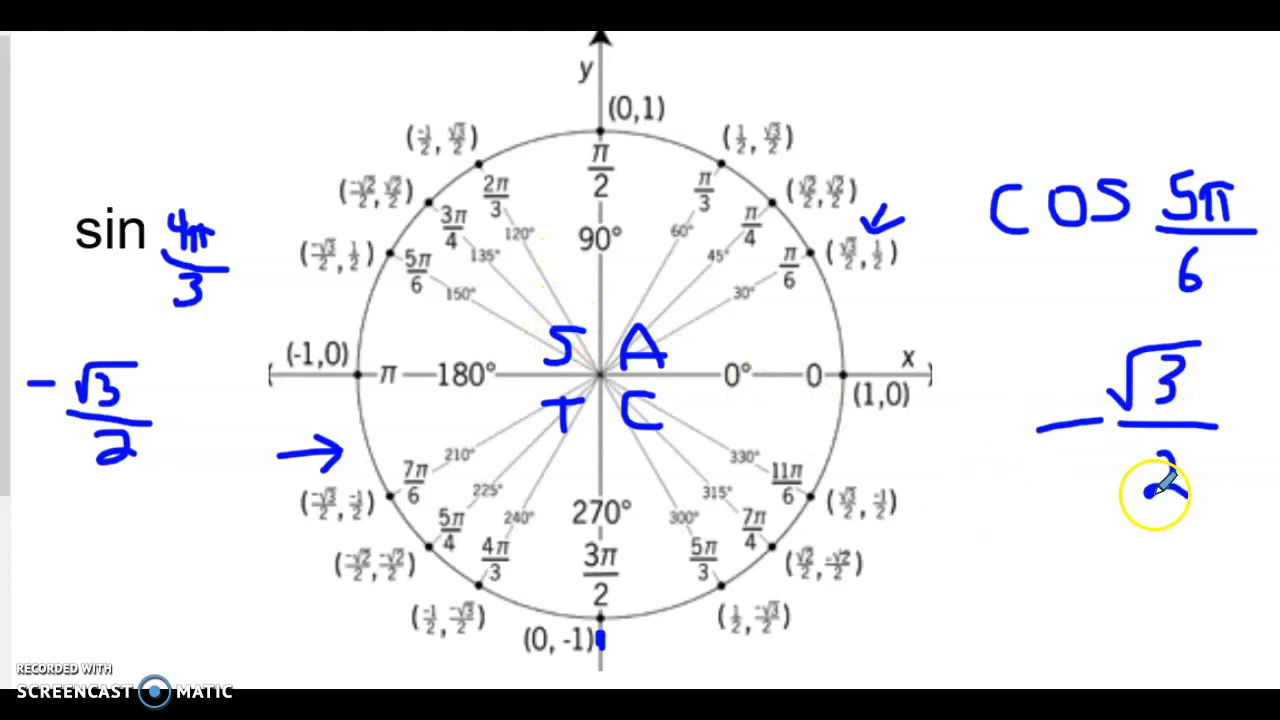 y
(0,1)
(-1/2, √3/2)
π/2
(1/2, √3/2)
(-√2/2, √2/2)
2π/3
π/3
(√2/2, √2/2)
cos 5π/6
sin 4π/3
3π/4
120°
90°
60°
π/4
(-√3/2, 1/2)
5π/6
135°
45°
π/6
(√3/2, 1/2)
150°
30°
S A
(-1,0)
π
180°
0°
0
x
(1,0)
-√3/2
-√3/2
T C
210°
330°
7π/6
225°
315°
11π/6
(-√3/2, -1/2)
240°
270°
300°
(√3/2, -1/2)
5π/4
4π/3
3π/2
5π/3
7π/4
(-√2/2, -√2/2)
(√2/2, -√2/2)
(-1/2, -√3/2)
(0, -1)
(1/2, -√3/2)
RECORDED WITH
SCREENCAST MATIC